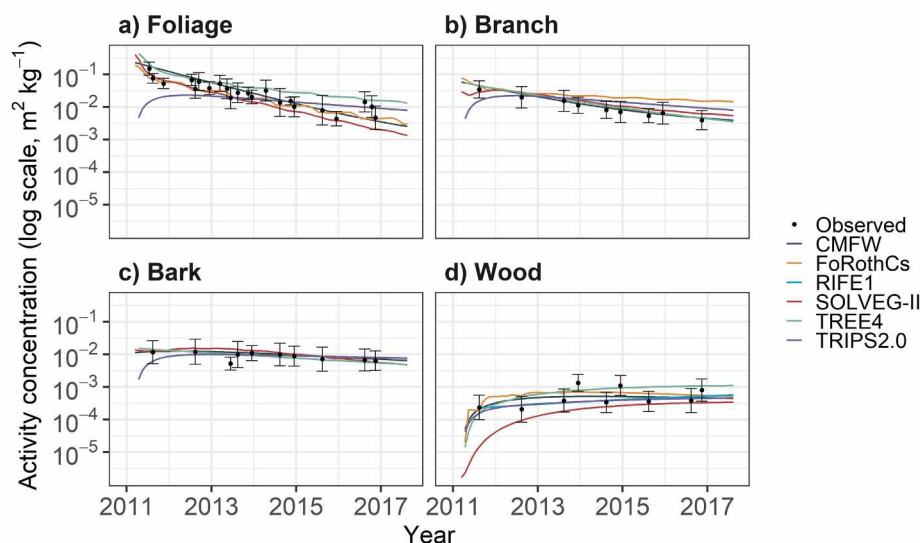 a) Foliage
b) Branch
10⁻¹
10⁻²
10⁻³
10⁻⁴
10⁻⁵
Activity concentration (log scale, m² kg⁻¹)
c) Bark
d) Wood
10⁻¹
10⁻²
10⁻³
10⁻⁴
10⁻⁵
2011 2013 2015 2017 2011 2013 2015 2017
Year
Observed
CMFW
FoRothCs
RIFE1
SOLVEG-II
TREE4
TRIPS2.0